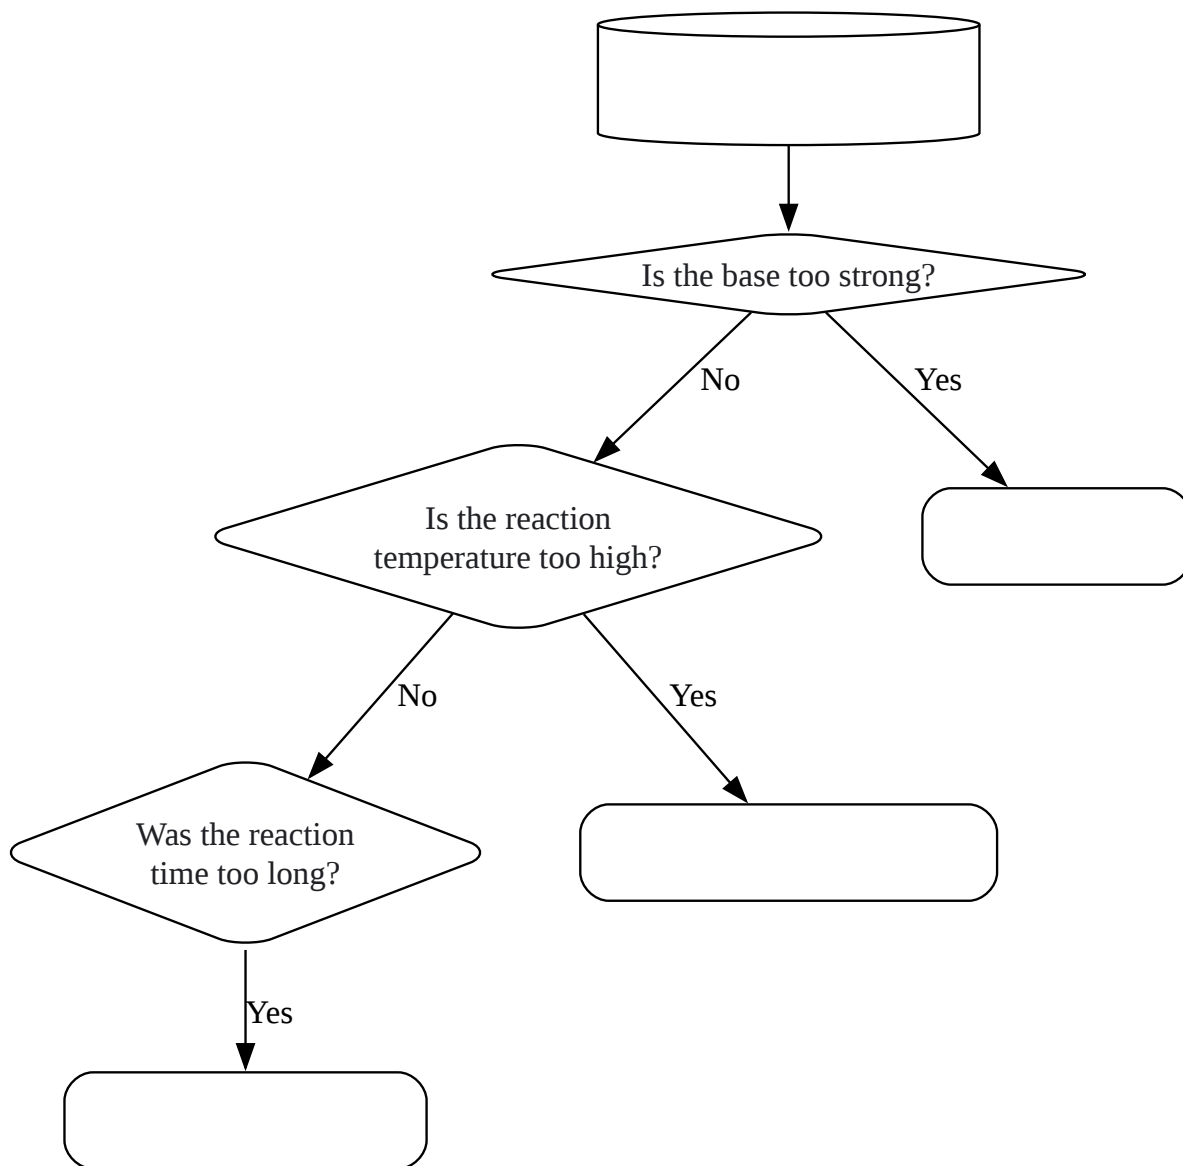 Is the base too strong?
No
Yes
Is the reaction
temperature too high?
No
Yes
Was the reaction
time too long?
Yes